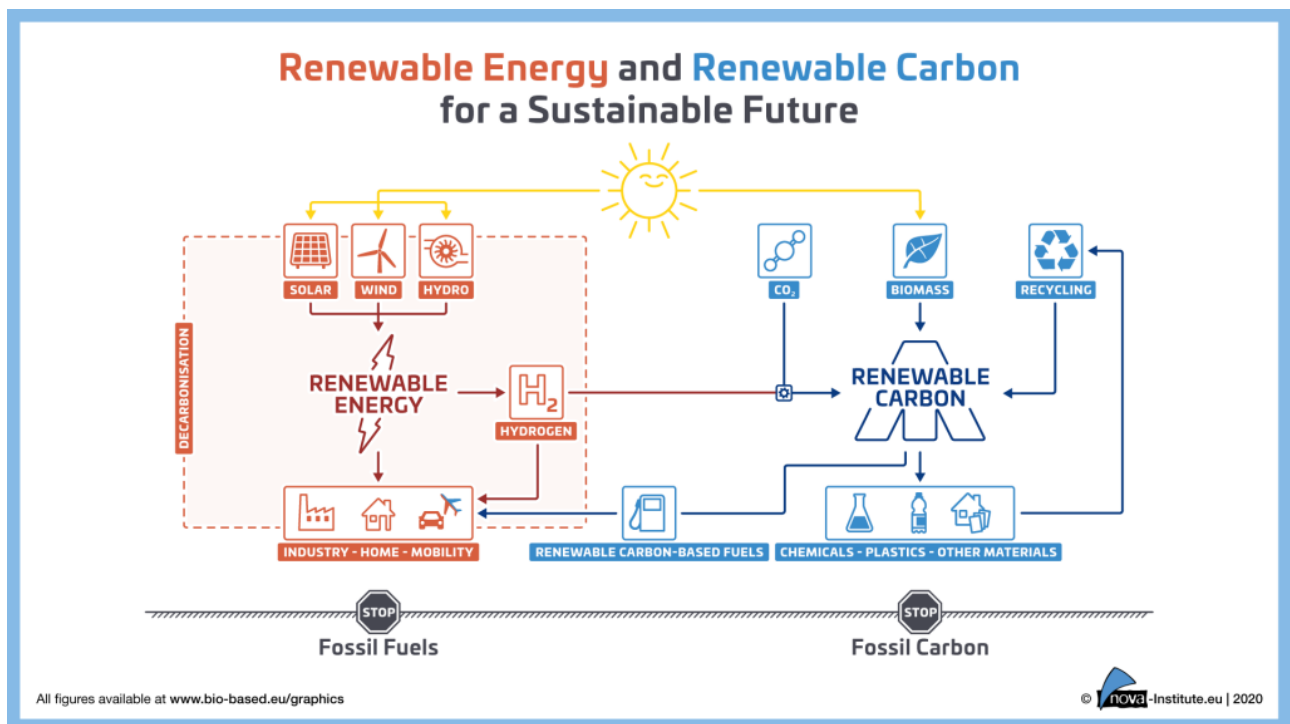 Renewable Energy and Renewable Carbon
for a Sustainable Future
SOLAR
WIND
HYDRO
CO₂
BIOMASS
RECYCLING
DECARBONISATION
RENEWABLE
ENERGY
H₂
HYDROGEN
RENEWABLE
CARBON
INDUSTRY - HOME - MOBILITY
RENEWABLE CARBON-BASED FUELS
CHEMICALS - PLASTICS - OTHER MATERIALS
STOP
STOP
Fossil Fuels
Fossil Carbon
All figures available at www.bio-based.eu/graphics
© nova-Institute.eu | 2020